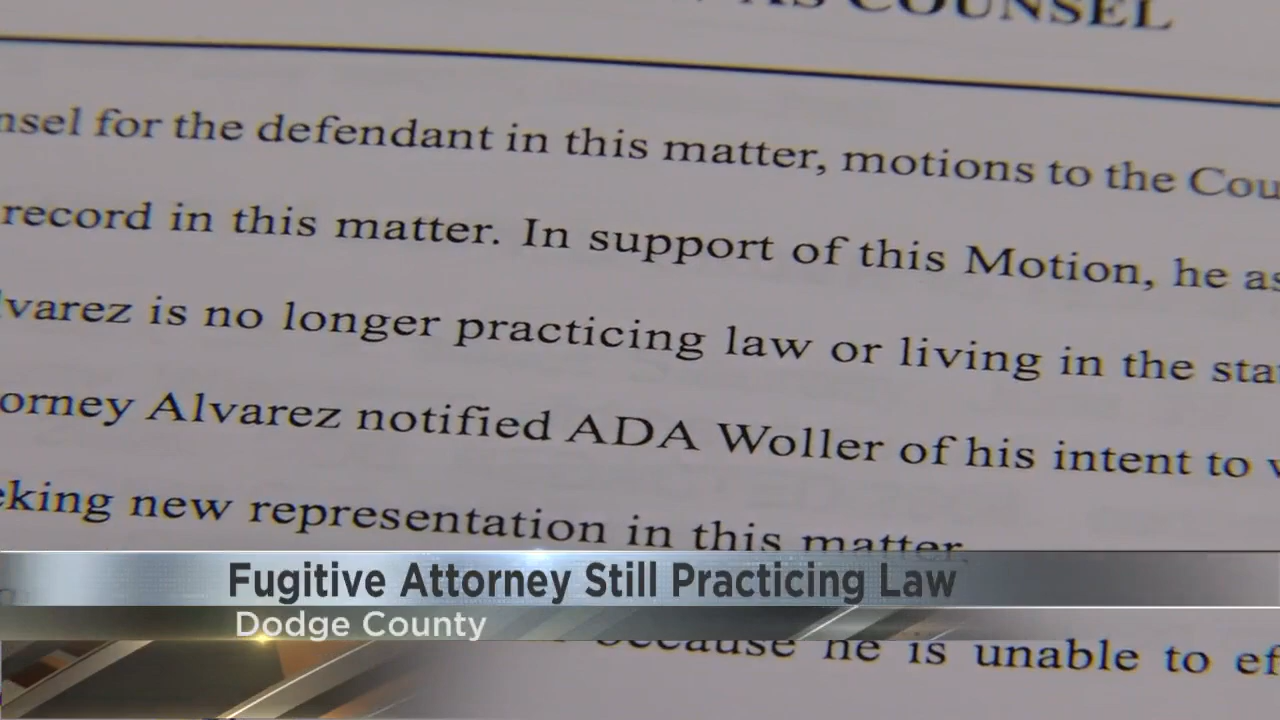 AS COUNSEL
nsel for the defendant in this matter, motions to the Cou
record in this matter. In support of this Motion, he as
lvarez is no longer practicing law or living in the sta
orney Alvarez notified ADA Woller of his intent to
eking new representation in this matter
Fugitive Attorney Still Practicing Law
Dodge County
because he is unable to ef